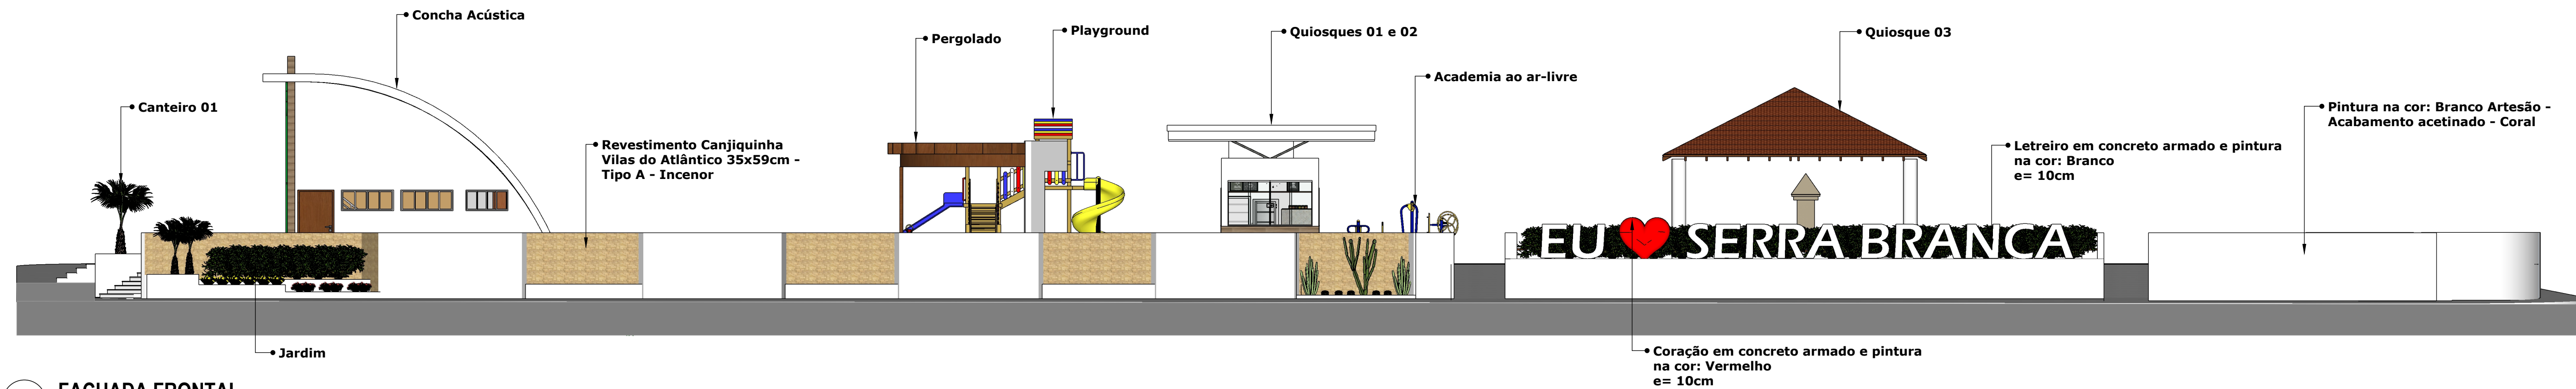 Concha Acústica
Canteiro 01
Revestimento Canjiquinha
Vilas do Atlântico 35x59cm -
Tipo A - Incenor
Pergolado
Playground
Quiosques 01 e 02
Academia ao ar-livre
Quiosque 03
Pintura na cor: Branco Artesão -
Acabamento acetinado - Coral
Letreiro em concreto armado e pintura
na cor: Branco
e= 10cm
EU SERRA BRANCA
Jardim
Coração em concreto armado e pintura
na cor: Vermelho
e= 10cm
FACHADA FRONTAL